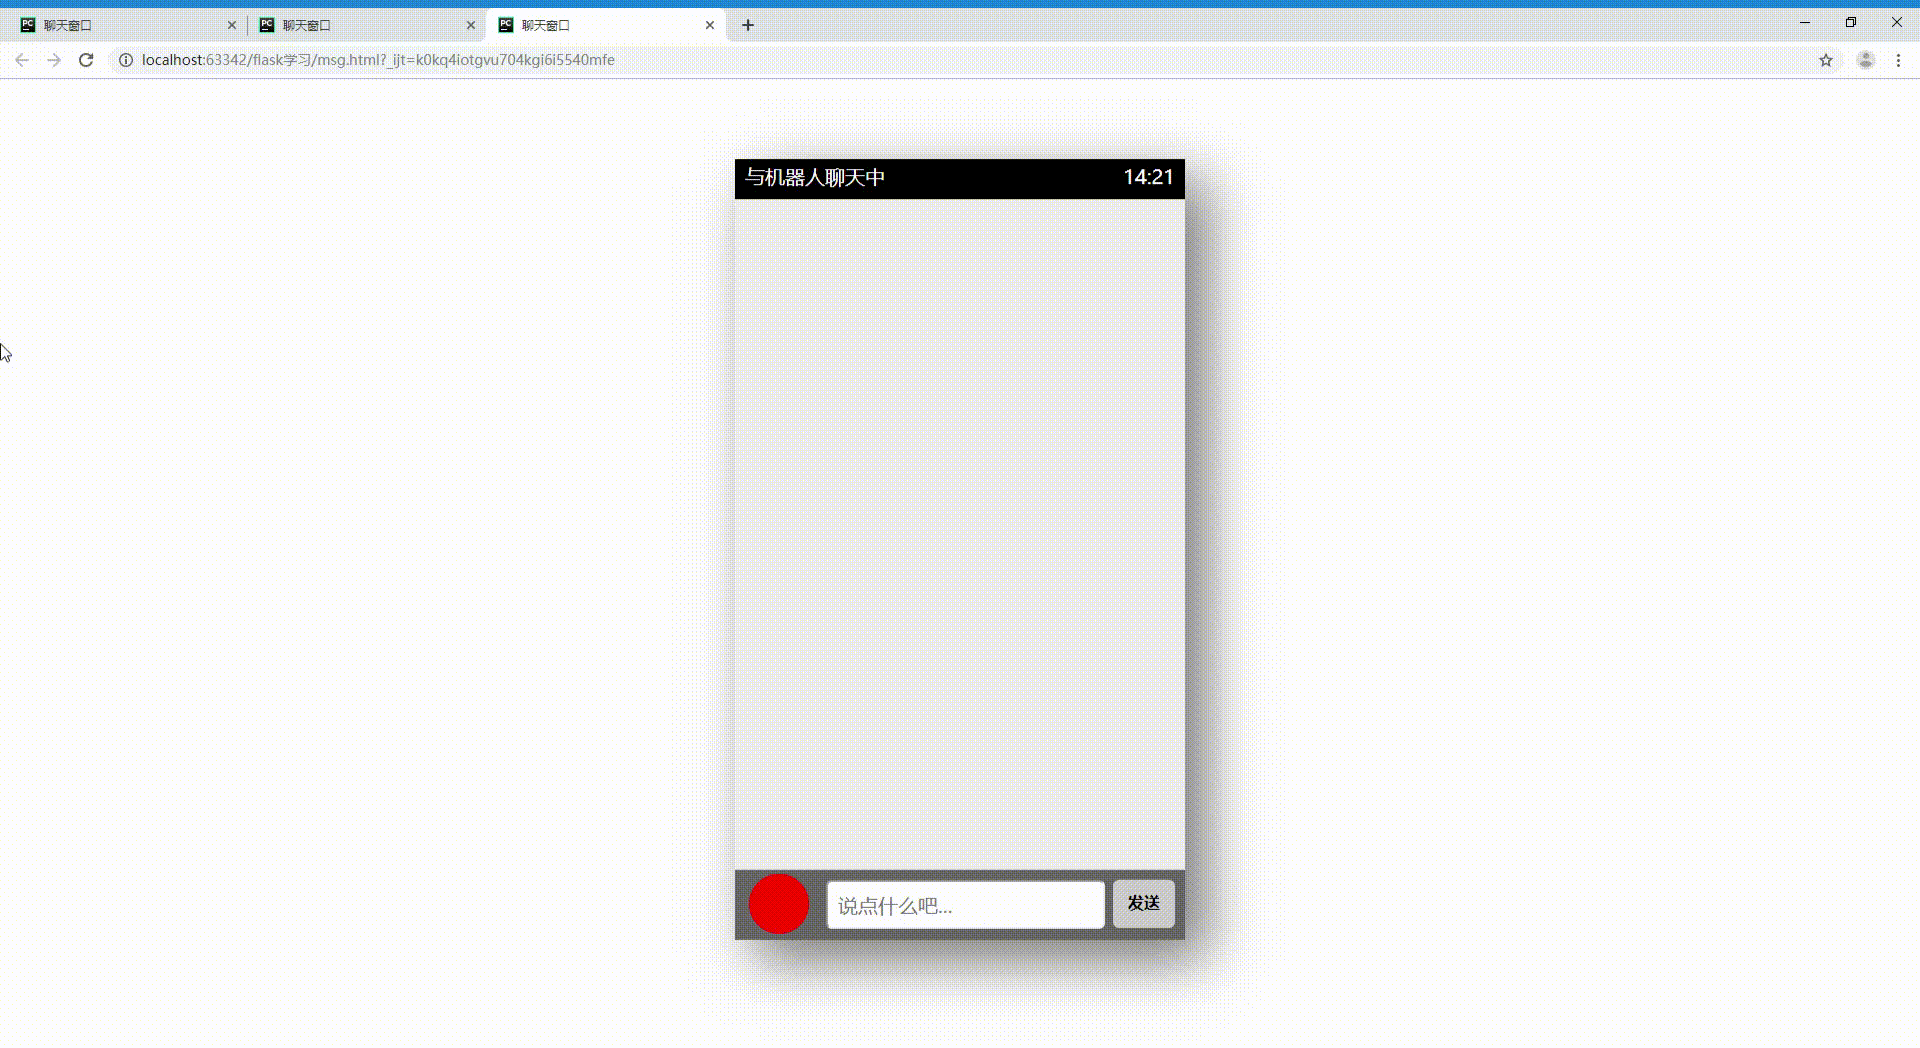 聊天窗口
聊天窗口
聊天窗口
localhost:63342/flask学习/msg.html?_ijt=k0kq4iotgvu704kgi6i5540mfe
与机器人聊天中 14:21
说点什么吧... 发送